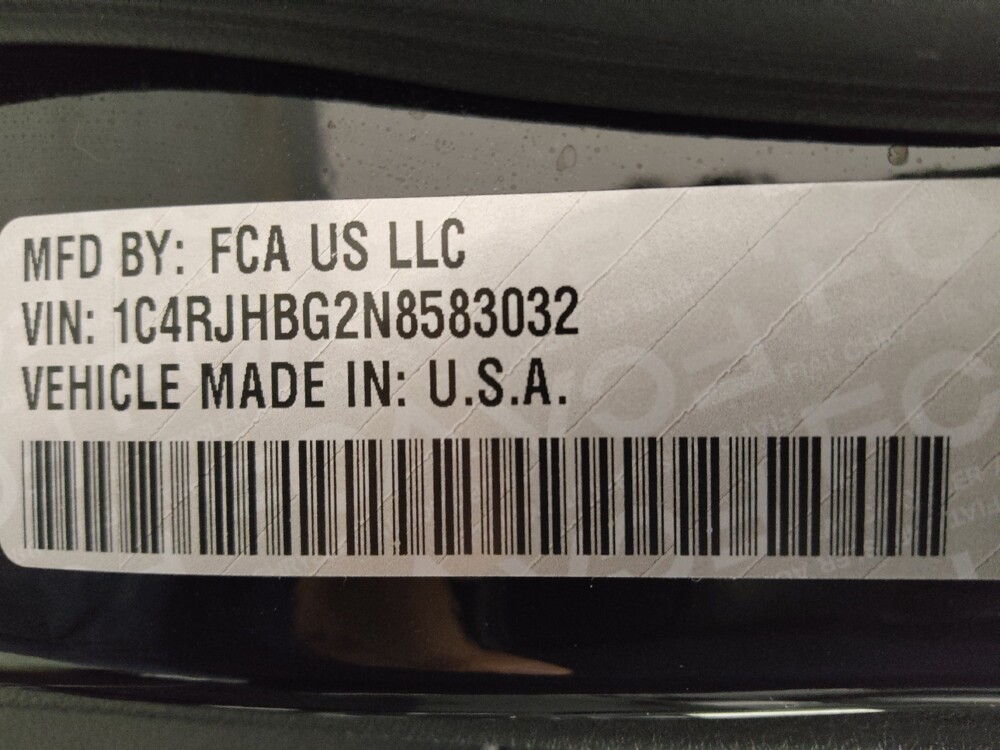 MFD BY: FCA US LLC
VIN: 1C4RJHBG2N8583032
VEHICLE MADE IN: U.S.A.